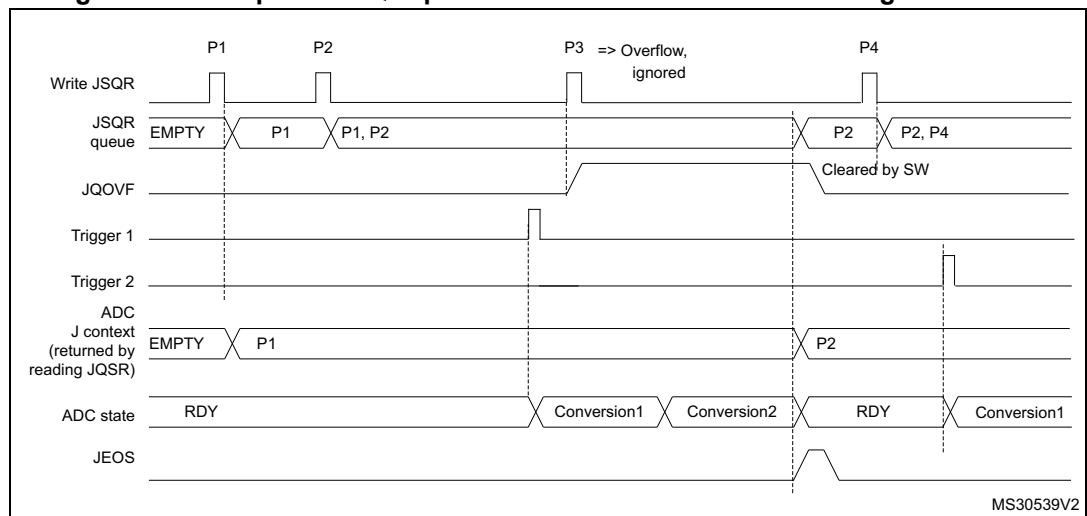 P1 P2 P3 => Overflow, P4
ignored
Write JSQR
JSQR
queue
EMPTY P1 P1, P2 P2 P2, P4
Cleared by SW
JQOVF
Trigger 1
Trigger 2
ADC
J context
(returned by
reading JQSR)
EMPTY P1 P2
ADC state RDY Conversion1 Conversion2 RDY Conversion1
JEOS
MS30539V2